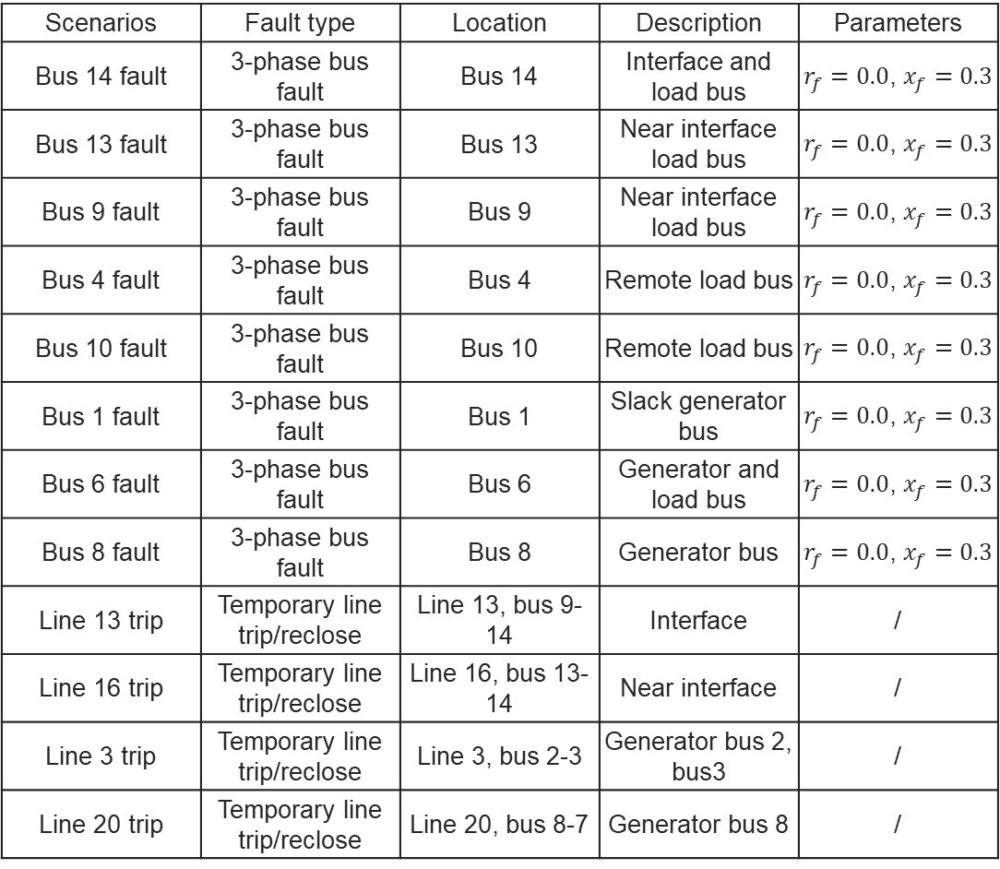 Scenarios Fault type Location Description Parameters
Bus 14 fault 3-phase bus fault Bus 14 Interface and load bus r_f = 0.0, x_f = 0.3
Bus 13 fault 3-phase bus fault Bus 13 Near interface load bus r_f = 0.0, x_f = 0.3
Bus 9 fault 3-phase bus fault Bus 9 Near interface load bus r_f = 0.0, x_f = 0.3
Bus 4 fault 3-phase bus fault Bus 4 Remote load bus r_f = 0.0, x_f = 0.3
Bus 10 fault 3-phase bus fault Bus 10 Remote load bus r_f = 0.0, x_f = 0.3
Bus 1 fault 3-phase bus fault Bus 1 Slack generator bus r_f = 0.0, x_f = 0.3
Bus 6 fault 3-phase bus fault Bus 6 Generator and load bus r_f = 0.0, x_f = 0.3
Bus 8 fault 3-phase bus fault Bus 8 Generator bus r_f = 0.0, x_f = 0.3
Line 13 trip Temporary line trip/reclose Line 13, bus 9-14 Interface /
Line 16 trip Temporary line trip/reclose Line 16, bus 13-14 Near interface /
Line 3 trip Temporary line trip/reclose Line 3, bus 2-3 Generator bus 2, bus3 /
Line 20 trip Temporary line trip/reclose Line 20, bus 8-7 Generator bus 8 /